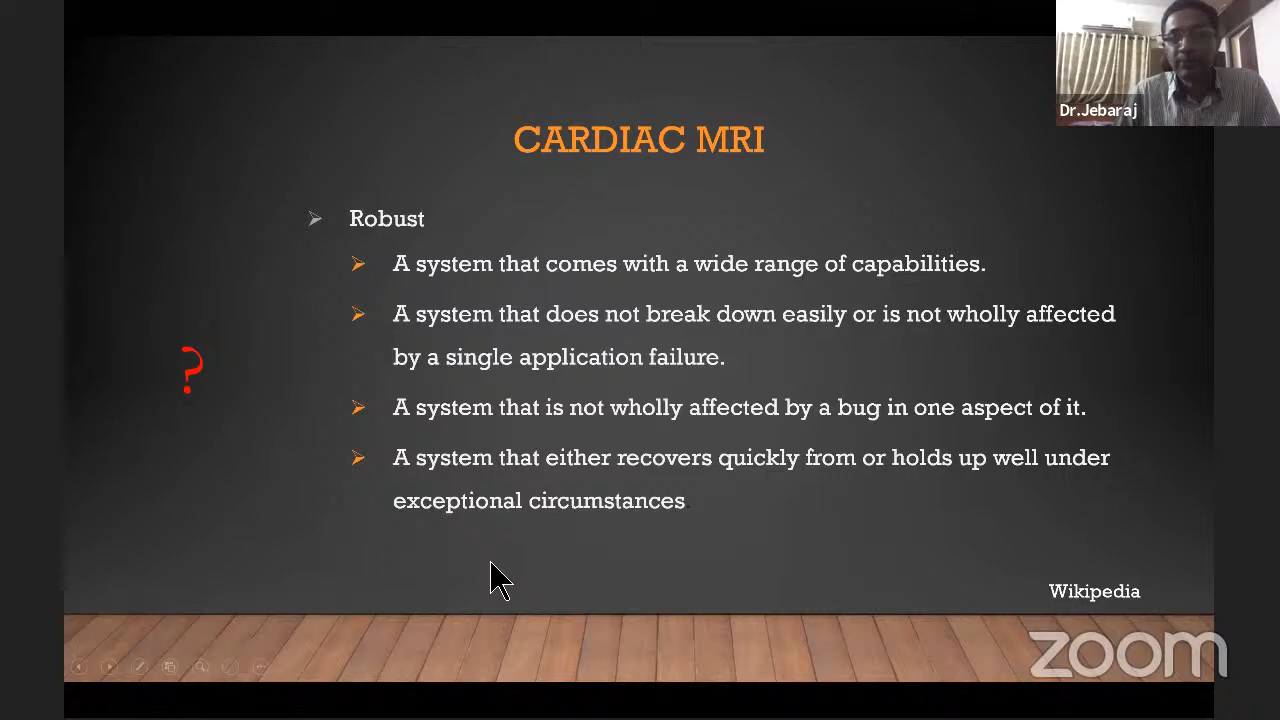 Dr.Jebaraj
CARDIAC MRI
Robust
A system that comes with a wide range of capabilities.
A system that does not break down easily or is not wholly affected
by a single application failure.
?
A system that is not wholly affected by a bug in one aspect of it.
A system that either recovers quickly from or holds up well under
exceptional circumstances.
Wikipedia
zoom